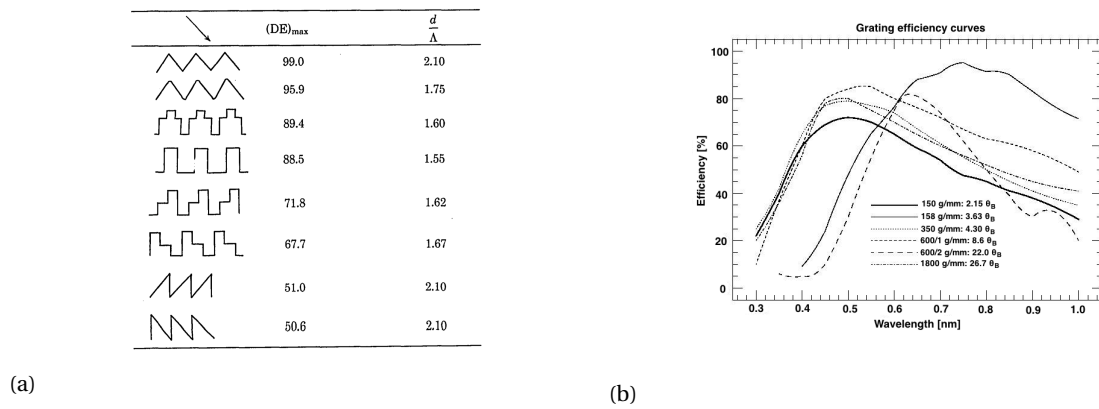 (DE)max d/Λ
99.0 2.10
95.9 1.75
89.4 1.60
88.5 1.55
71.8 1.62
67.7 1.67
51.0 2.10
50.6 2.10
(a)
Grating efficiency curves
100
80
60
40
20
0
Efficiency [%]
150 g/mm: 2.15 θB
158 g/mm: 3.63 θB
350 g/mm: 4.30 θB
600/1 g/mm: 8.6 θB
600/2 g/mm: 22.0 θB
1800 g/mm: 26.7 θB
0.3 0.4 0.5 0.6 0.7 0.8 0.9 1.0
Wavelength [nm]
(b)